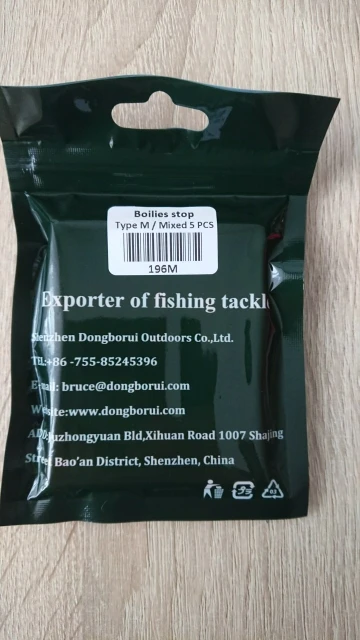 Boilies stop
Type M / Mixed 5 PCS
196M
Exporter of fishing tackle
Shenzhen Dongborui Outdoors Co.,Ltd.
TEL:+86 -755-85245396
E-mail: bruce@dongborui.com
Website:www.dongborui.com
Juzhongyuan Bld,Xihuan Road 1007 Shajing
Street Bao'an District, Shenzhen, China
03